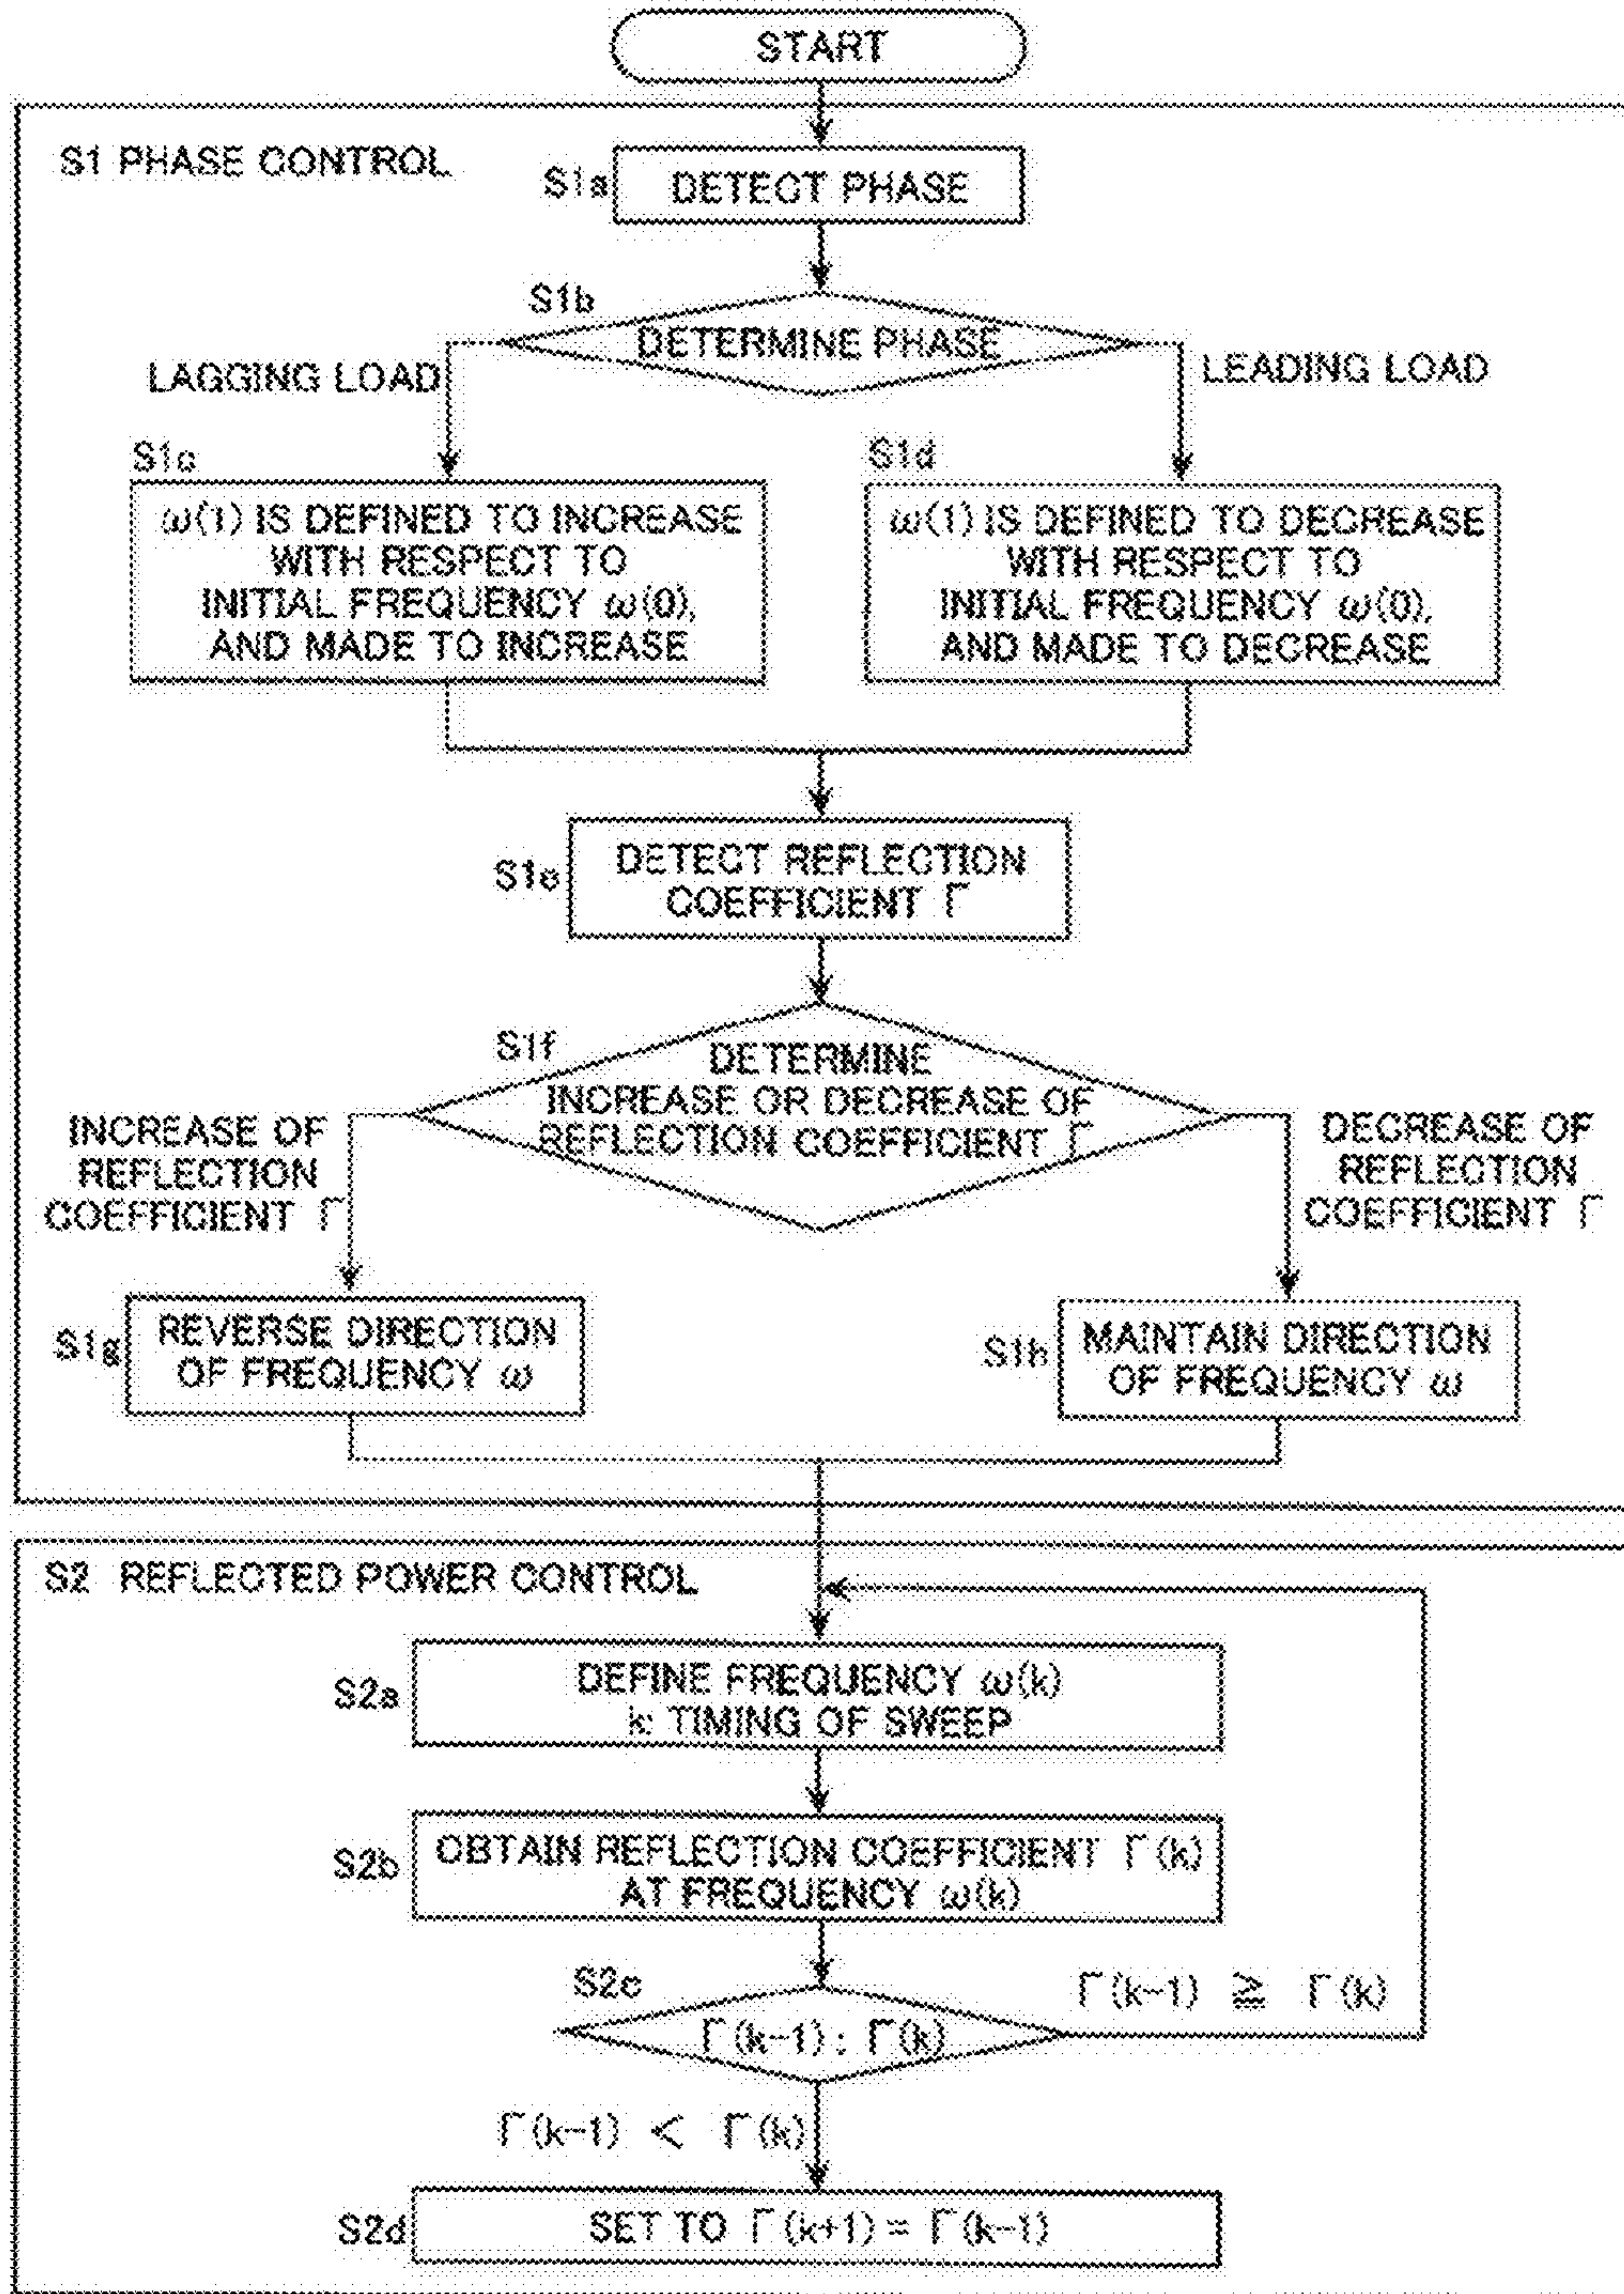 START
S1 PHASE CONTROL
S1a
DETECT PHASE
S1b
DETERMINE PHASE
LAGGING LOAD
LEADING LOAD
S1c
ω(1) IS DEFINED TO INCREASE
WITH RESPECT TO
INITIAL FREQUENCY ω(0),
AND MADE TO INCREASE
S1d
ω(1) IS DEFINED TO DECREASE
WITH RESPECT TO
INITIAL FREQUENCY ω(0),
AND MADE TO DECREASE
S1e
DETECT REFLECTION
COEFFICIENT Γ
S1f
DETERMINE
INCREASE OR DECREASE OF
REFLECTION COEFFICIENT Γ
INCREASE OF
REFLECTION
COEFFICIENT Γ
DECREASE OF
REFLECTION
COEFFICIENT Γ
S1g
REVERSE DIRECTION
OF FREQUENCY ω
S1h
MAINTAIN DIRECTION
OF FREQUENCY ω
S2 REFLECTED POWER CONTROL
S2a
DEFINE FREQUENCY ω(k)
k: TIMING OF SWEEP
S2b
OBTAIN REFLECTION COEFFICIENT Γ(k)
AT FREQUENCY ω(k)
S2c
Γ(k-1) : Γ(k)
Γ(k-1) ≧ Γ(k)
Γ(k-1) < Γ(k)
S2d
SET TO Γ(k+1) = Γ(k-1)